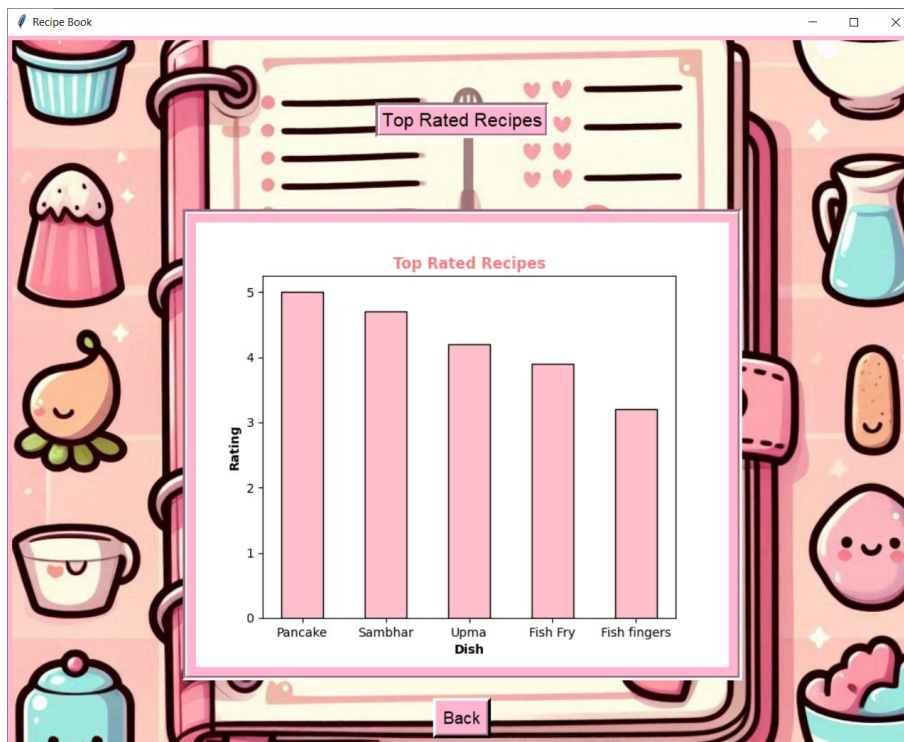 Recipe Book
Top Rated Recipes
Top Rated Recipes
5
4
3
2
1
0
Rating
Pancake Sambhar Upma Fish Fry Fish fingers
Dish
Back